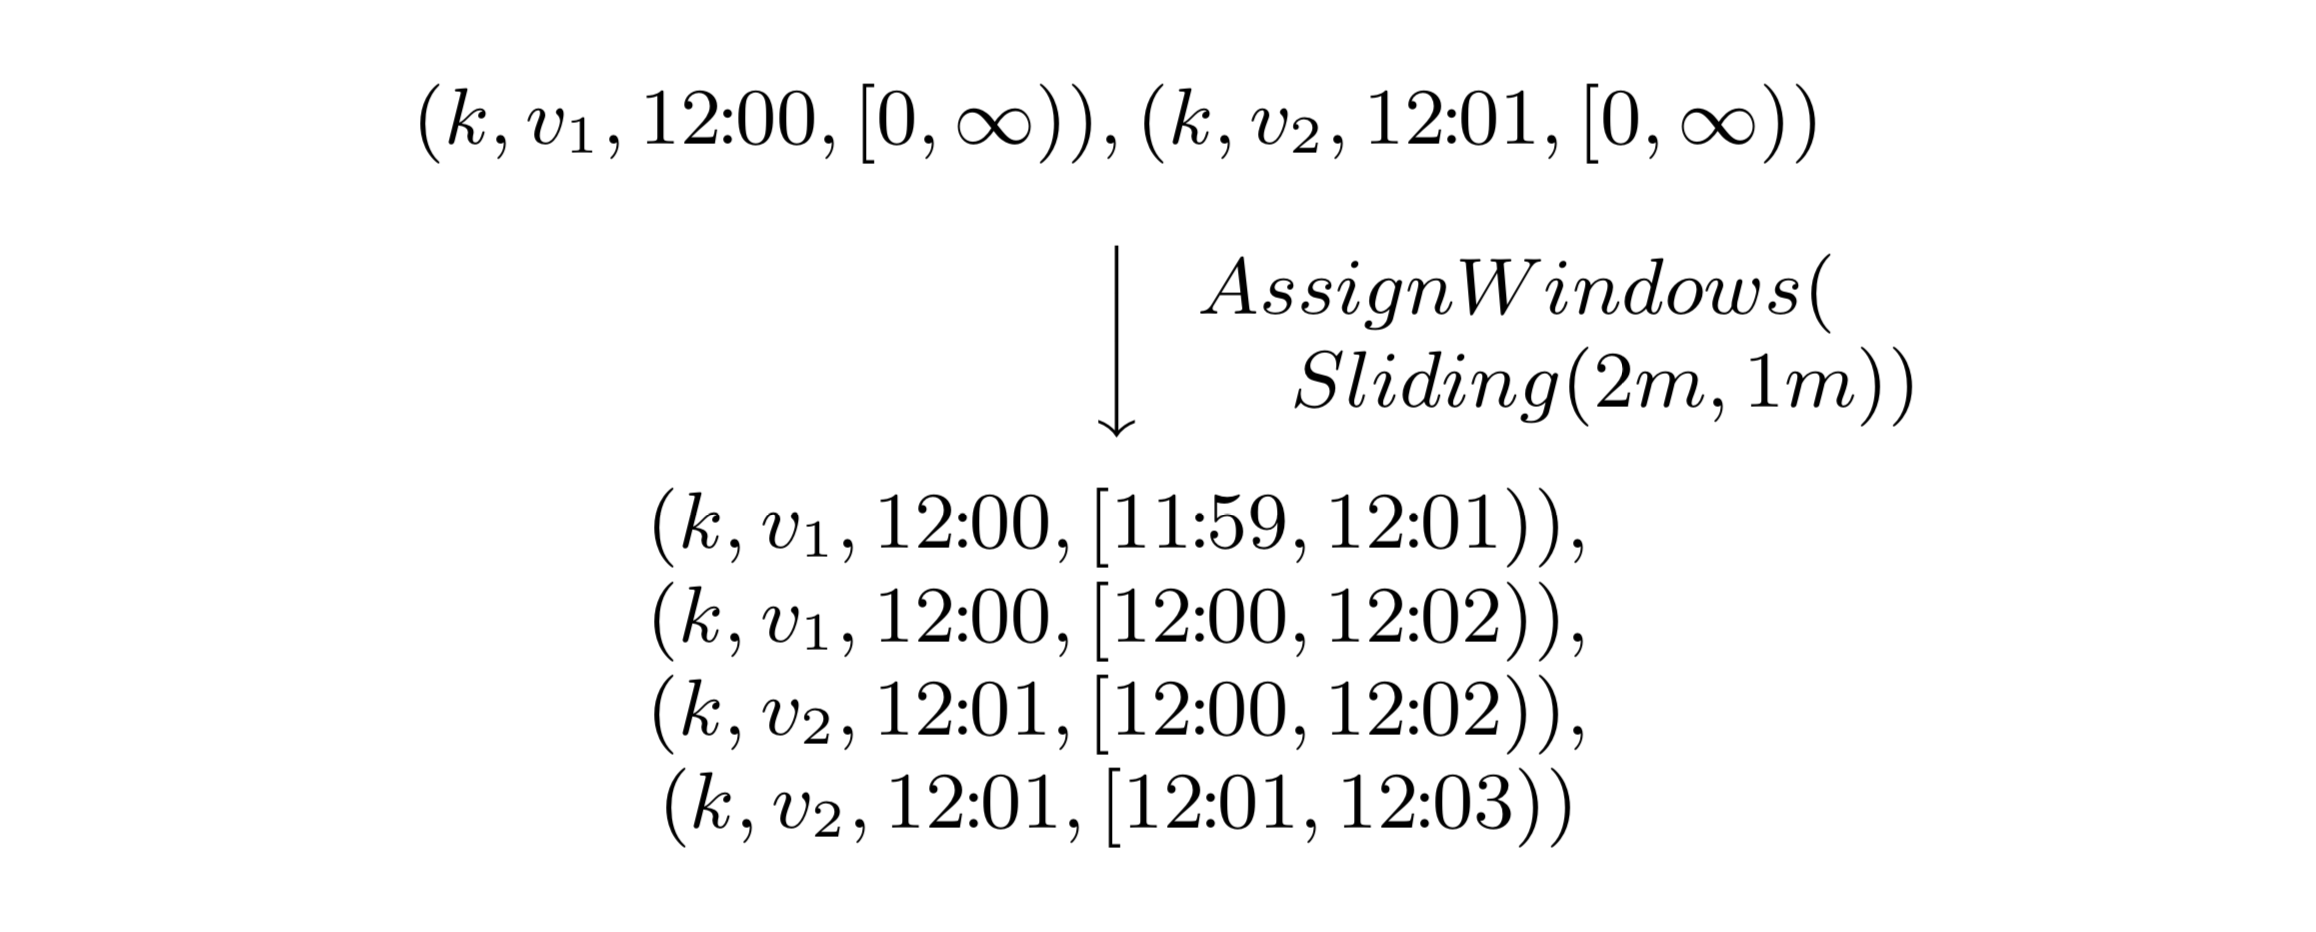 (k, v₁, 12:00, [0, ∞)), (k, v₂, 12:01, [0, ∞))
AssignWindows(
Sliding(2m, 1m))
(k, v₁, 12:00, [11:59, 12:01)),
(k, v₁, 12:00, [12:00, 12:02)),
(k, v₂, 12:01, [12:00, 12:02)),
(k, v₂, 12:01, [12:01, 12:03))